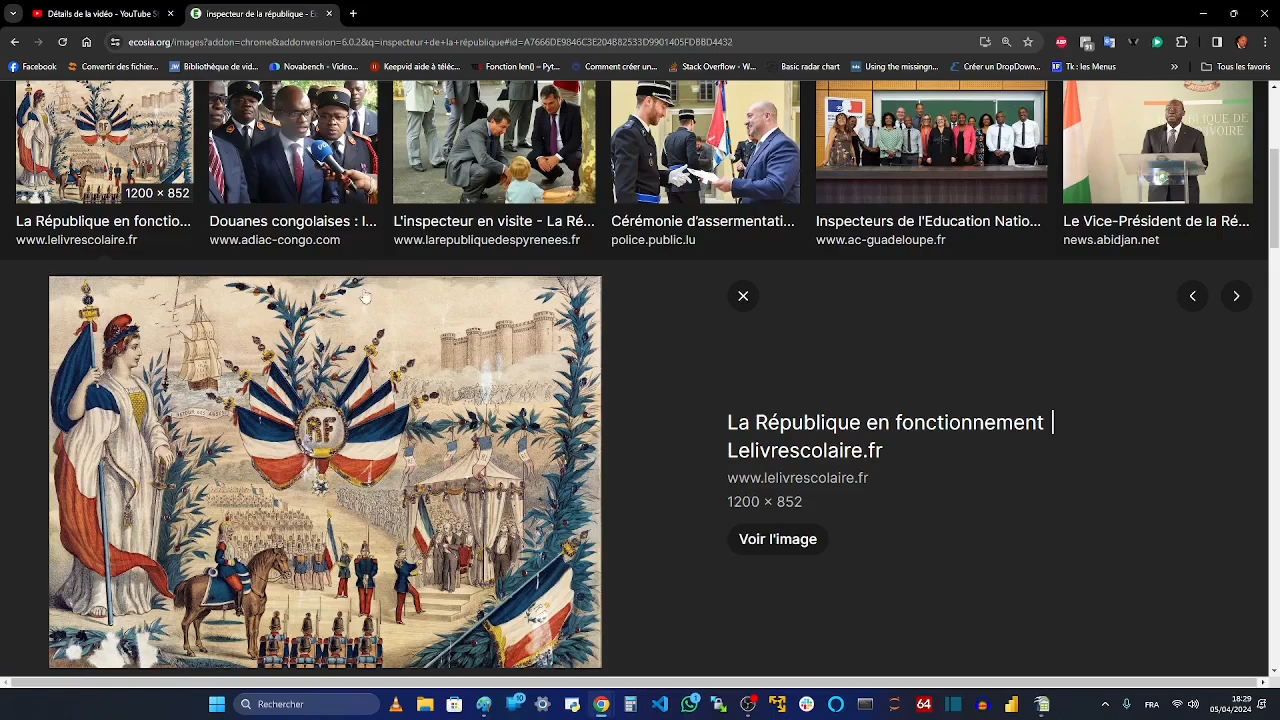 Détails de la vidéo - YouTube S
inspecteur de la république - Ec
ecosia.org/images?addon=chrome&addonversion=6.0.2&q=inspecteur+de+la+république#id=A7666DE9846C3E204B82533D9901405FDBBD4432
Facebook
Convertir des fichier...
Bibliothèque de vid...
Novabench - Video...
Keepvid aide à téléc...
Fonction lenj() – Pyt...
Comment créer un...
Stack Overflow - W...
Basic radar chart
Using the missingn...
Créer un DropDown...
Tk : les Menus
»
Tous les favoris
1200 × 852
La République en fonctio...
www.lelivrescolaire.fr
Douanes congolaises : l...
www.adiac-congo.com
L'inspecteur en visite - La Ré...
www.larepubliquedespyrenees.fr
Cérémonie d'assermentati...
police.public.lu
Inspecteurs de l'Education Natio...
www.ac-guadeloupe.fr
Le Vice-Président de la Ré...
news.abidjan.net
RF
La République en fonctionnement |
Lelivrescolaire.fr
www.lelivrescolaire.fr
1200 × 852
Voir l'image
Rechercher
10
1
64
FRA
18:29
05/04/2024